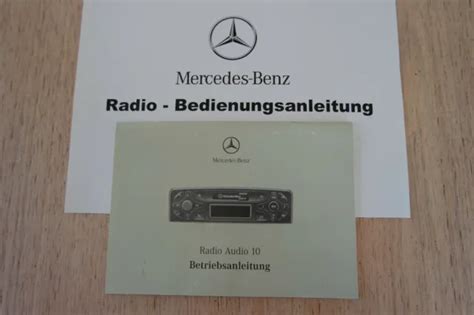 Mercedes-Benz
Radio - Bedienungsanleitung
Mercedes-Benz
Radio Audio 10
Betriebsanleitung